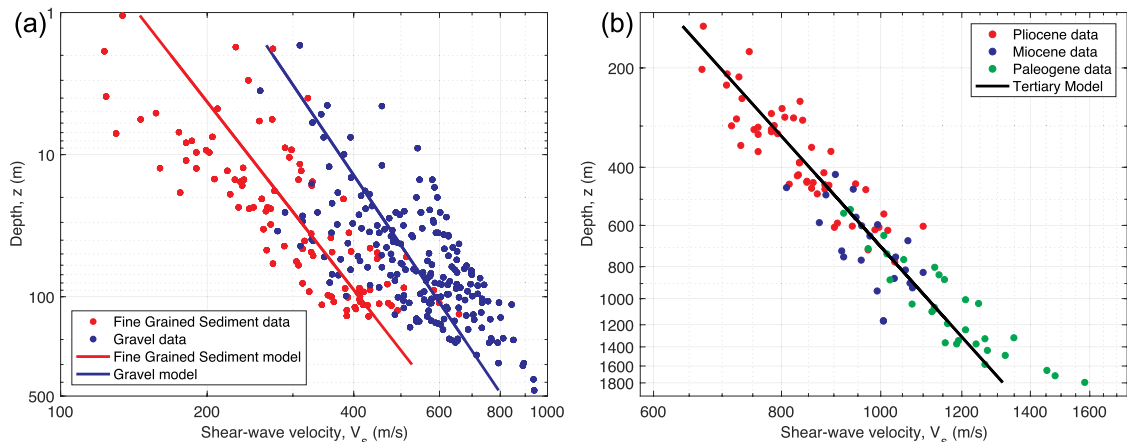 (a)
1
10
100
500
Depth, z (m)
Fine Grained Sediment data
Gravel data
Fine Grained Sediment model
Gravel model
100 200 400 600 1000
Shear-wave velocity, Vs (m/s)
(b)
200
400
600
800
1000
1200
1400
1600
1800
Depth, z (m)
Pliocene data
Miocene data
Paleogene data
Tertiary Model
600 800 1000 1200 1400 1600
Shear-wave velocity, Vs (m/s)